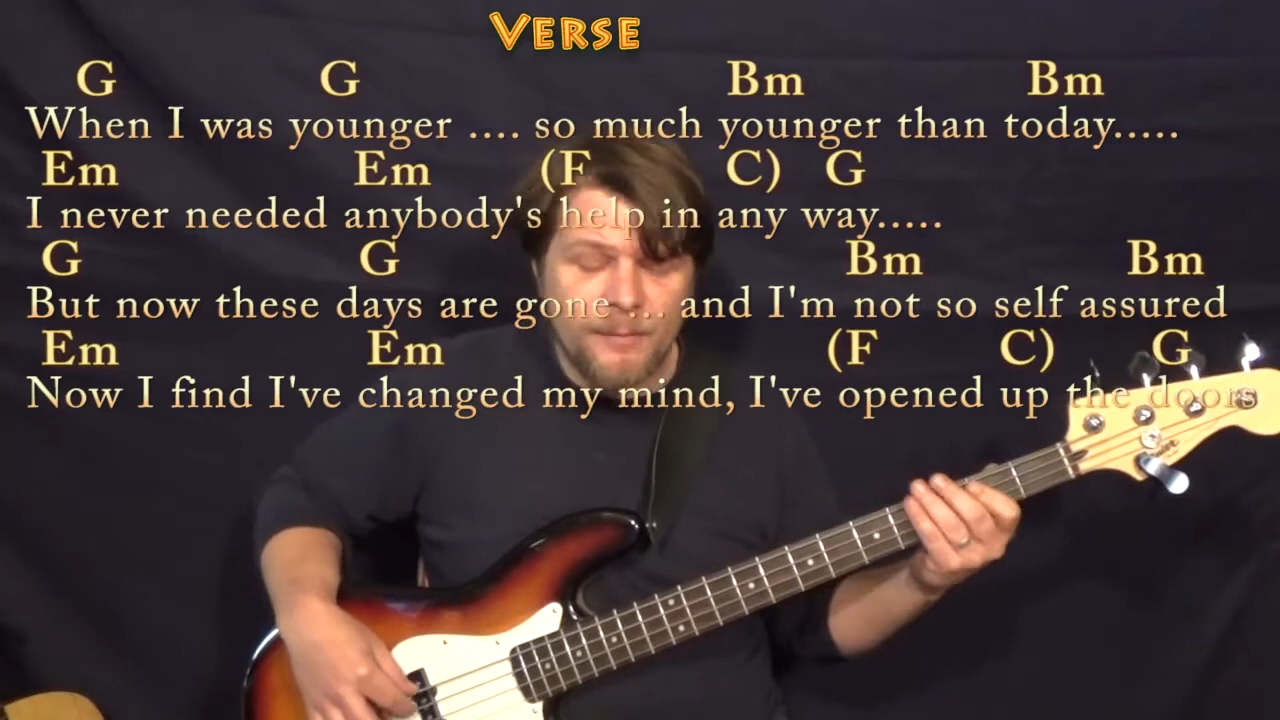 VERSE
G G Bm Bm
When I was younger .... so much younger than today.....
Em Em (F C) G
I never needed anybody's help in any way.....
G G Bm Bm
But now these days are gone ... and I'm not so self assured
Em Em (F C) G
Now I find I've changed my mind, I've opened up the doors